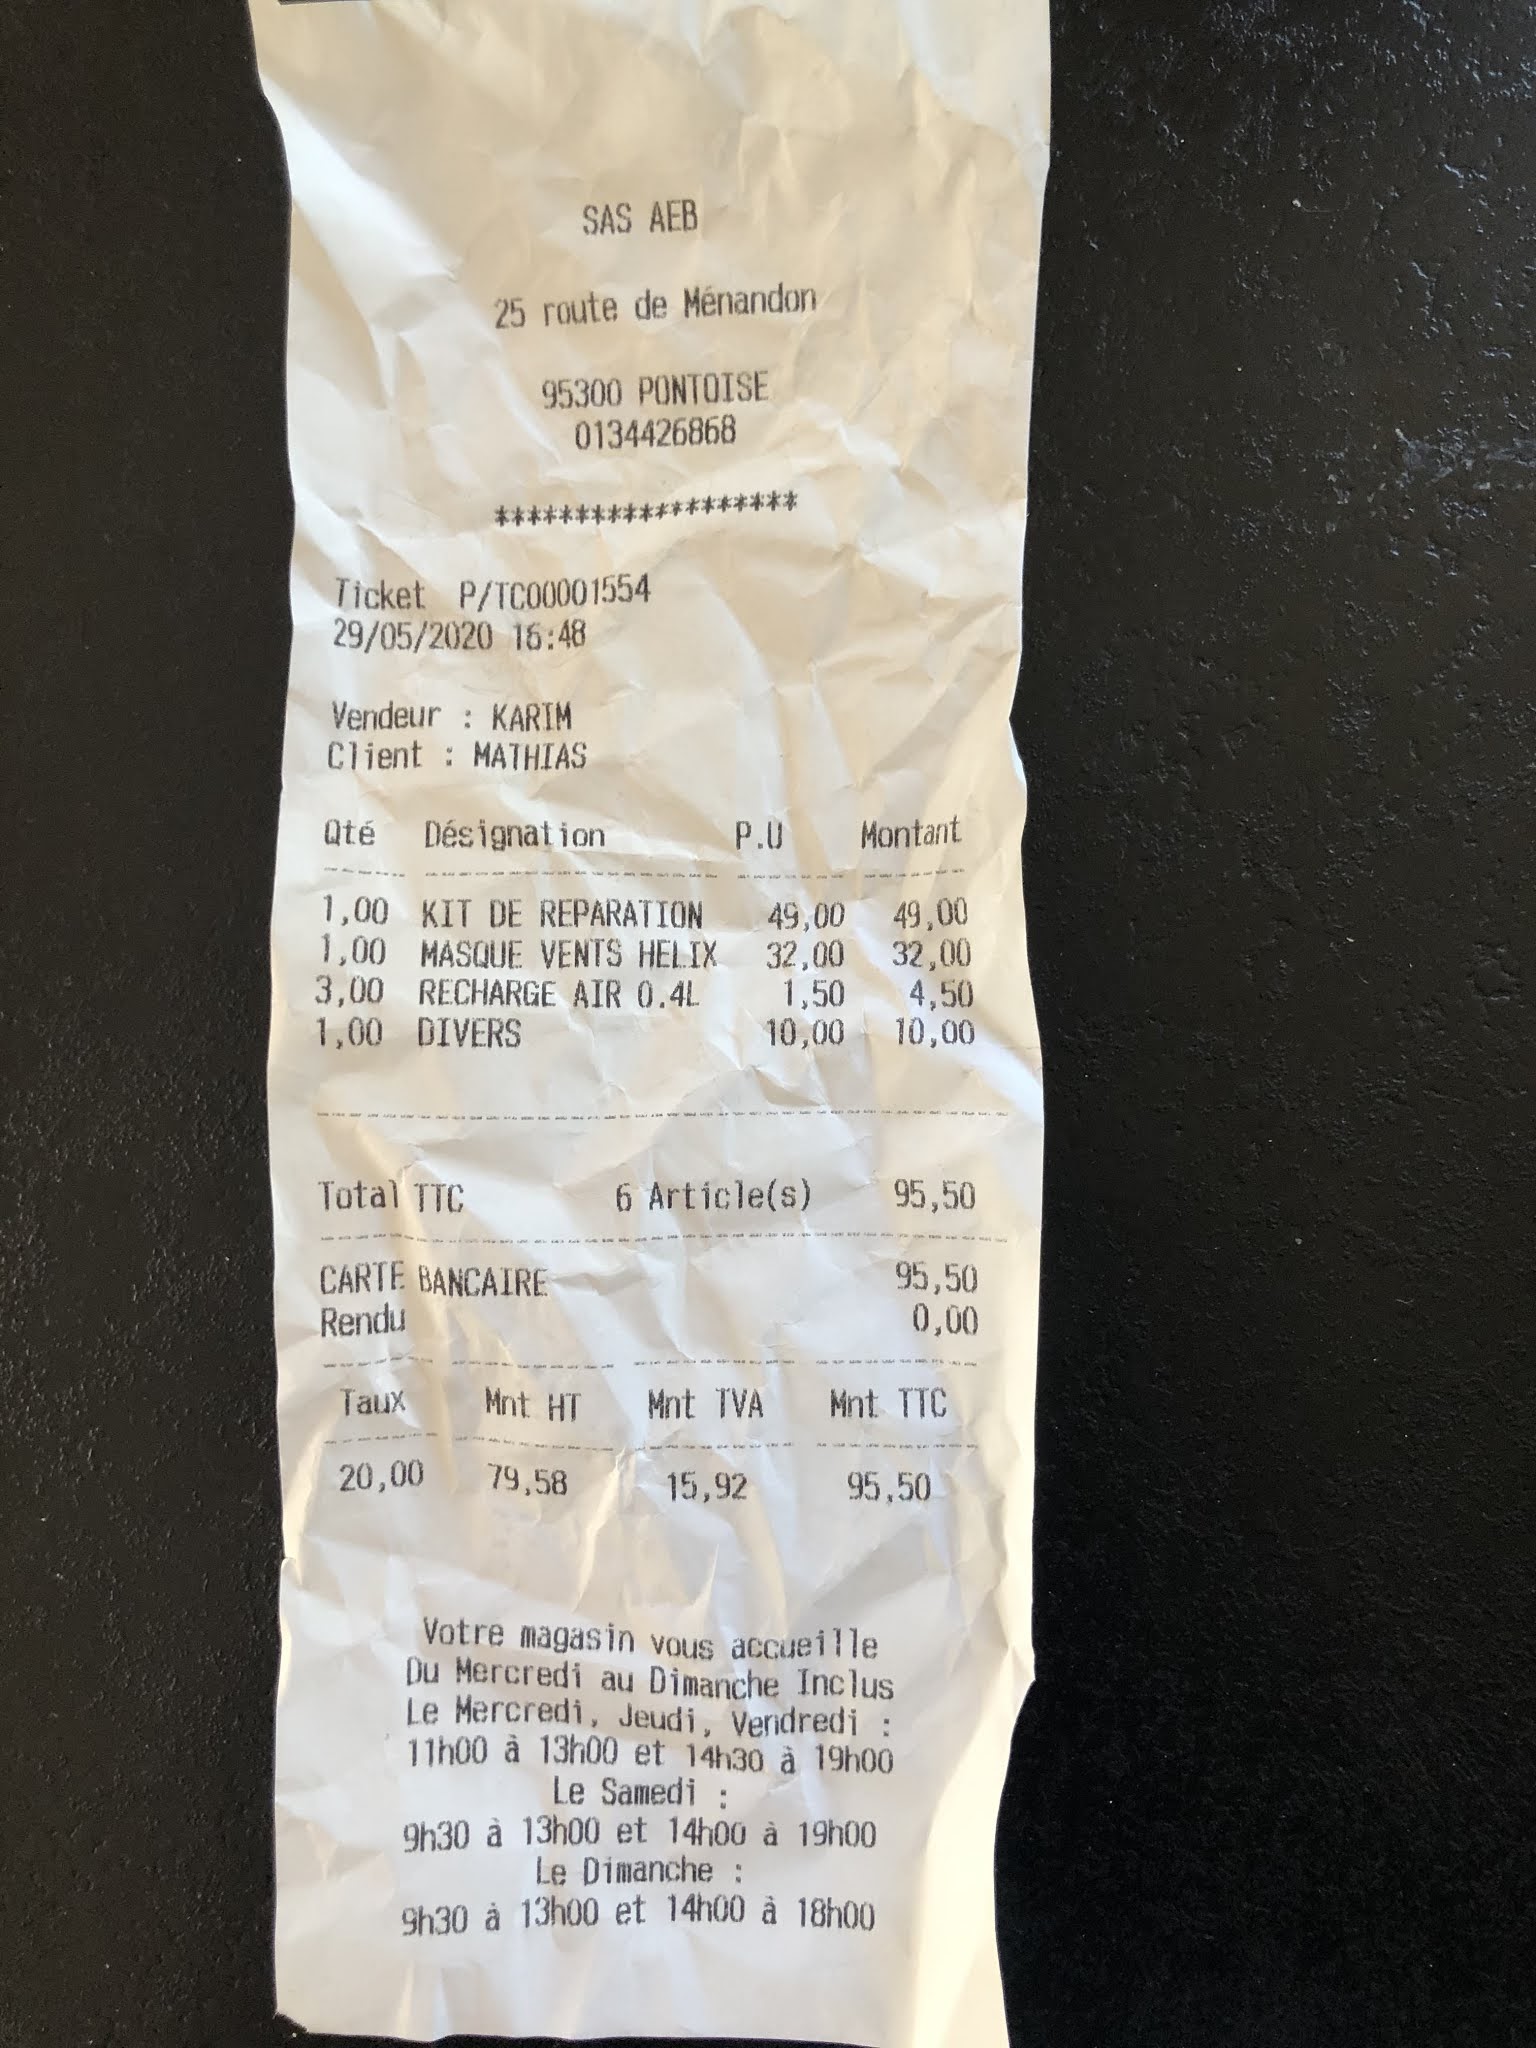 SAS AEB
25 route de Ménandon
95300 PONTOISE
0134426868
*******************
Ticket P/TC00001554
29/05/2020 16:48
Vendeur : KARIM
Client : MATHIAS
Qté Désignation P.U Montant
1,00 KIT DE REPARATION 49,00 49,00
1,00 MASQUE VENTS HELIX 32,00 32,00
3,00 RECHARGE AIR 0.4L 1,50 4,50
1,00 DIVERS 10,00 10,00
Total TTC 6 Article(s) 95,50
CARTE BANCAIRE 95,50
Rendu 0,00
Taux Mnt HT Mnt TVA Mnt TTC
20,00 79,58 15,92 95,50
Votre magasin vous accueille
Du Mercredi au Dimanche Inclus
Le Mercredi, Jeudi, Vendredi :
11h00 à 13h00 et 14h30 à 19h00
Le Samedi :
9h30 à 13h00 et 14h00 à 19h00
Le Dimanche :
9h30 à 13h00 et 14h00 à 18h00